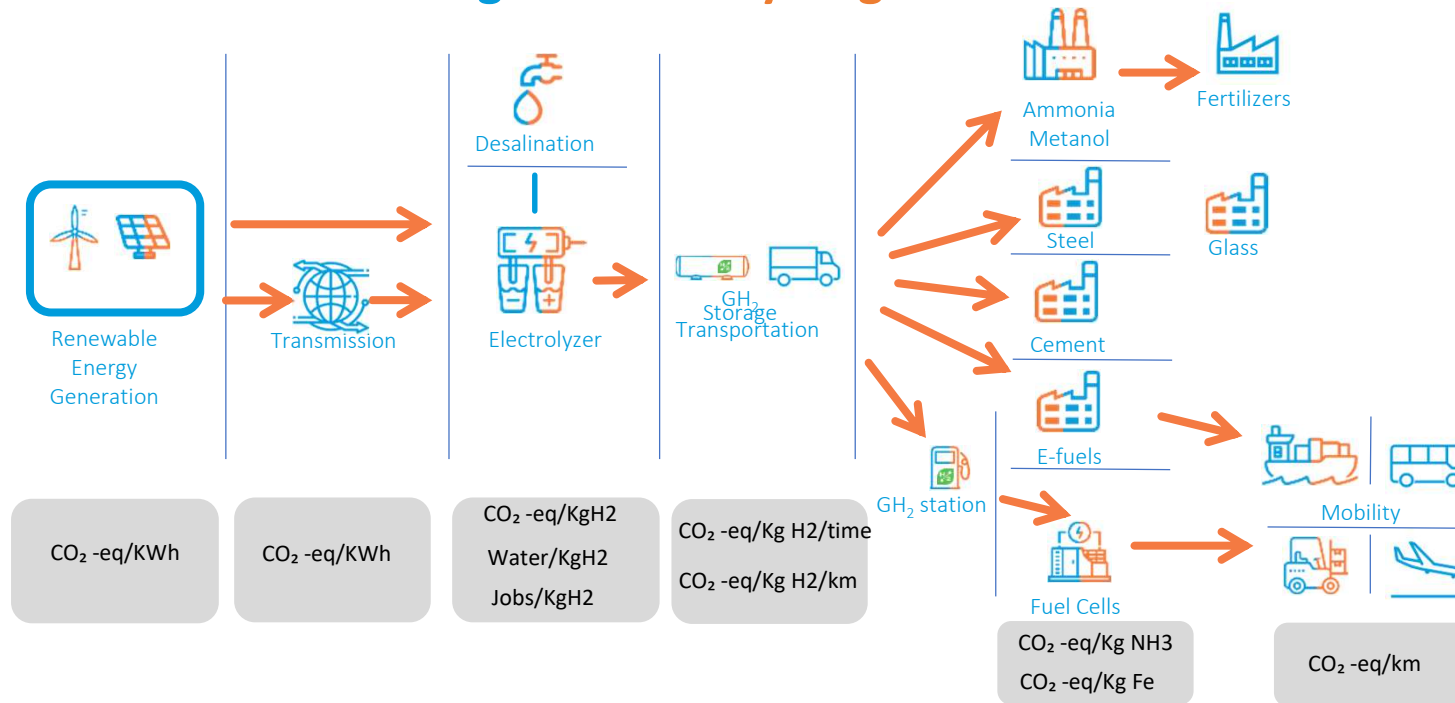 Desalination
Ammonia
Metanol
Fertilizers
Steel
Glass
Renewable
Energy
Generation
Transmission
Electrolyzer
GH₂
Storage
Transportation
Cement
E-fuels
GH₂ station
Mobility
Fuel Cells
CO₂ -eq/KWh
CO₂ -eq/KWh
CO₂ -eq/KgH2
Water/KgH2
Jobs/KgH2
CO₂ -eq/Kg H2/time
CO₂ -eq/Kg H2/km
CO₂ -eq/Kg NH3
CO₂ -eq/Kg Fe
CO₂ -eq/km